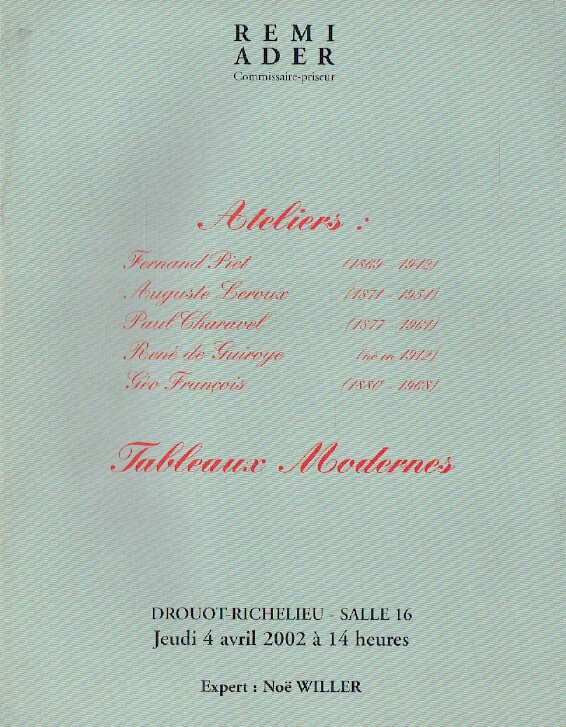 REMI
ADER
Commissaire-priseur
Ateliers :
Fernand Piet (1869 - 1942)
Auguste Leroux (1871 - 1954)
Paul Charavel (1877 - 1961)
René de Guiroye (né en 1912)
Géo François (1880 - 1968)
Tableaux Modernes
DROUOT-RICHELIEU - SALLE 16
Jeudi 4 avril 2002 à 14 heures
Expert : Noë WILLER